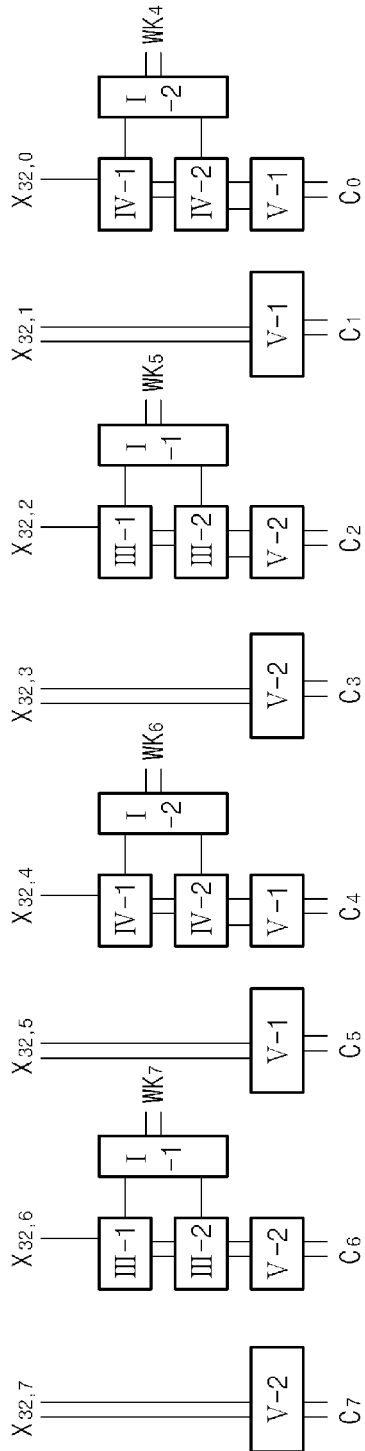 X32,7 X32,6 X32,5 X32,4 X32,3 X32,2 X32,1 X32,0
III-1 I-1 WK7 IV-1 I-2 WK6 III-1 I-1 WK5 IV-1 I-2 WK4
III-2 IV-2 III-2 IV-2
V-2 V-2 V-1 V-1 V-2 V-2 V-1 V-1
C7 C6 C5 C4 C3 C2 C1 C0